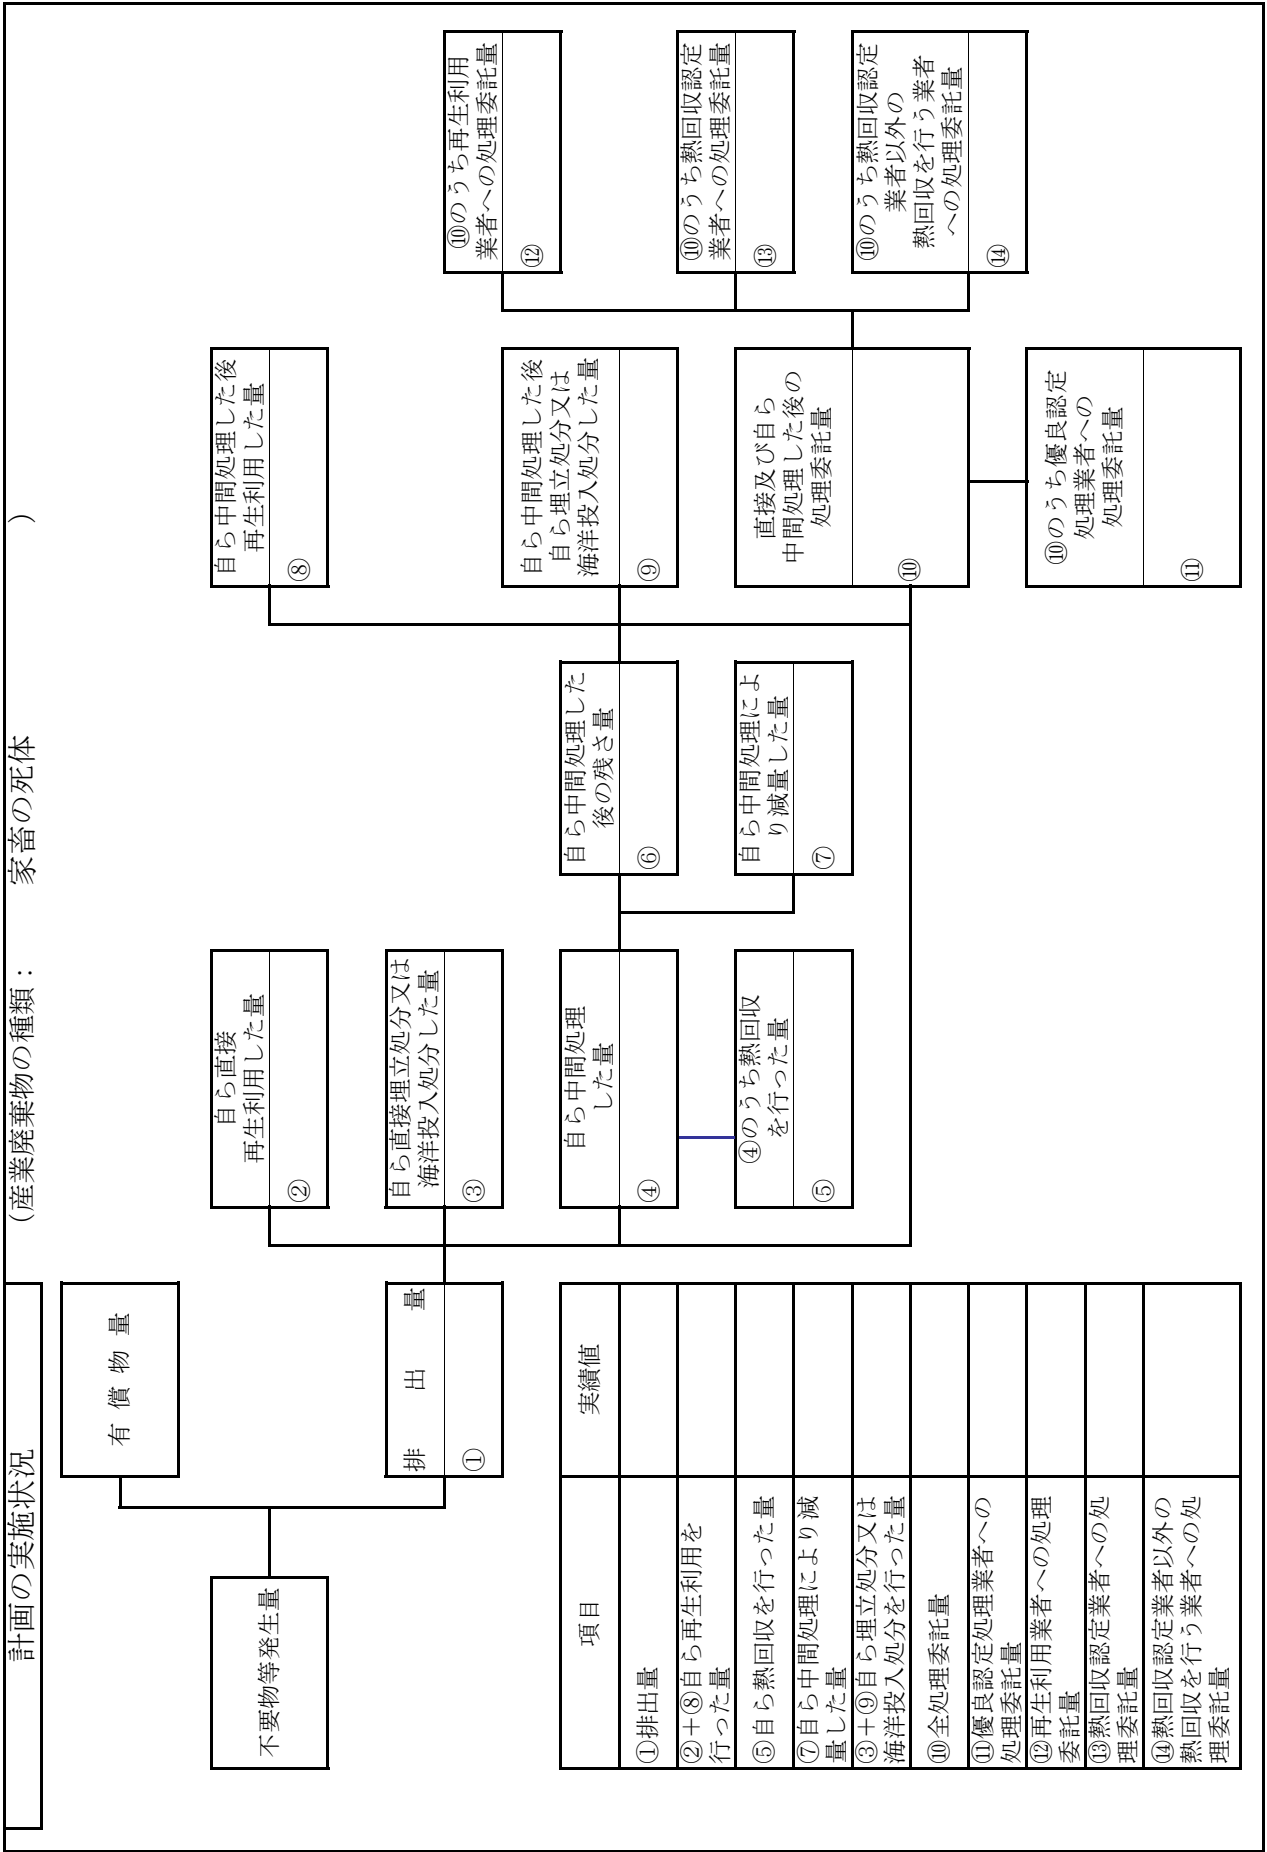 計画の実施状況
（産業廃棄物の種類：　　家畜の死体　　　　　　　）
不要物等発生量
有 償 物 量
排　出　量
①
自ら直接
再生利用した量
②
自ら直接埋立処分又は
海洋投入処分した量
③
自ら中間処理
した量
④
④のうち熱回収
を行った量
⑤
自ら中間処理した
後の残さ量
⑥
自ら中間処理によ
り減量した量
⑦
自ら中間処理した後
再生利用した量
⑧
自ら中間処理した後
自ら埋立処分又は
海洋投入処分した量
⑨
直接及び自ら
中間処理した後の
処理委託量
⑩
⑩のうち優良認定
処理業者への
処理委託量
⑪
⑩のうち再生利用
業者への処理委託量
⑫
⑩のうち熱回収認定
業者への処理委託量
⑬
⑩のうち熱回収認定
業者以外の
熱回収を行う業者
への処理委託量
⑭
項目　実績値
①排出量
②＋⑧自ら再生利用を
行った量
⑤自ら熱回収を行った量
⑦自ら中間処理により減
量した量
③＋⑨自ら埋立処分又は
海洋投入処分を行った量
⑩全処理委託量
⑪優良認定処理業者への
処理委託量
⑫再生利用業者への処理
委託量
⑬熱回収認定業者への処
理委託量
⑭熱回収認定業者以外の
熱回収を行う業者への処
理委託量